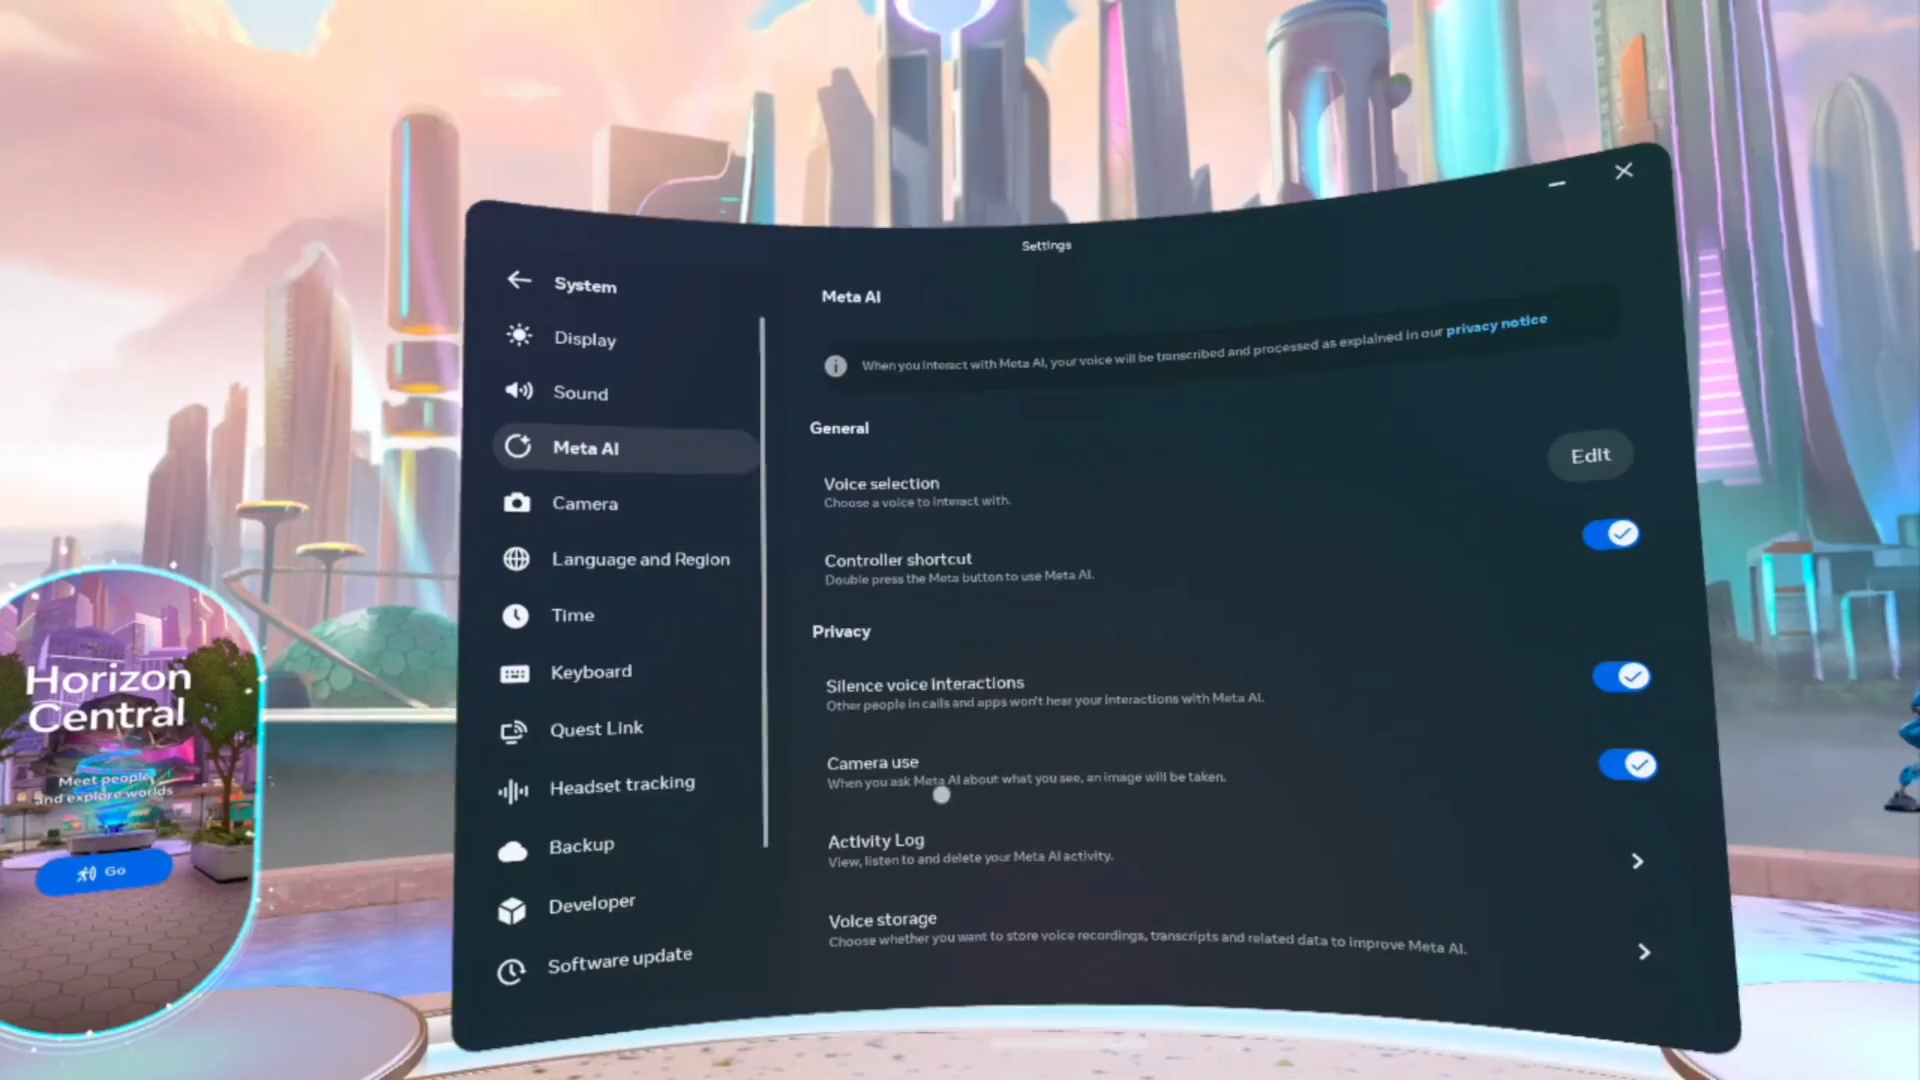 Settings
System
Display
Sound
Meta AI
Camera
Language and Region
Time
Keyboard
Quest Link
Headset tracking
Backup
Developer
Software update
Meta AI
When you interact with Meta AI, your voice will be transcribed and processed as explained in our privacy notice
General
Voice selection
Choose a voice to interact with.
Edit
Controller shortcut
Double press the Meta button to use Meta AI.
Privacy
Silence voice interactions
Other people in calls and apps won't hear your interactions with Meta AI.
Camera use
When you ask Meta AI about what you see, an image will be taken.
Activity Log
View, listen to and delete your Meta AI activity.
Voice storage
Choose whether you want to store voice recordings, transcripts and related data to improve Meta AI.
Horizon
Central
Meet people
and explore worlds
Go